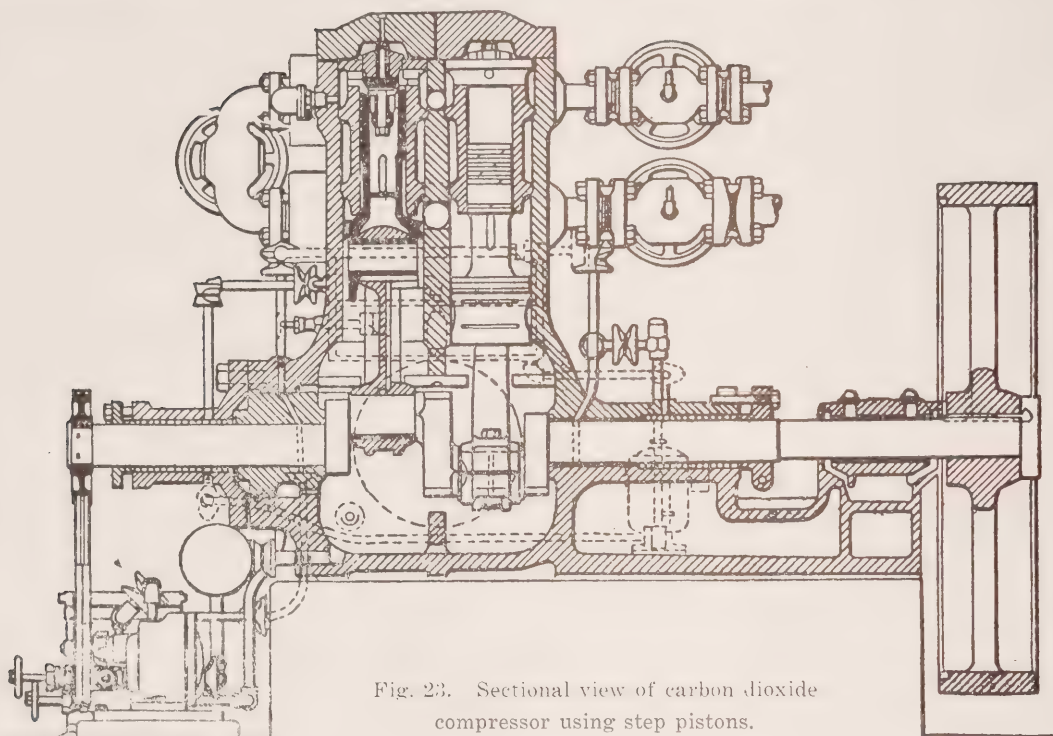 Fig. 23. Sectional view of carbon dioxide
compressor using step pistons.